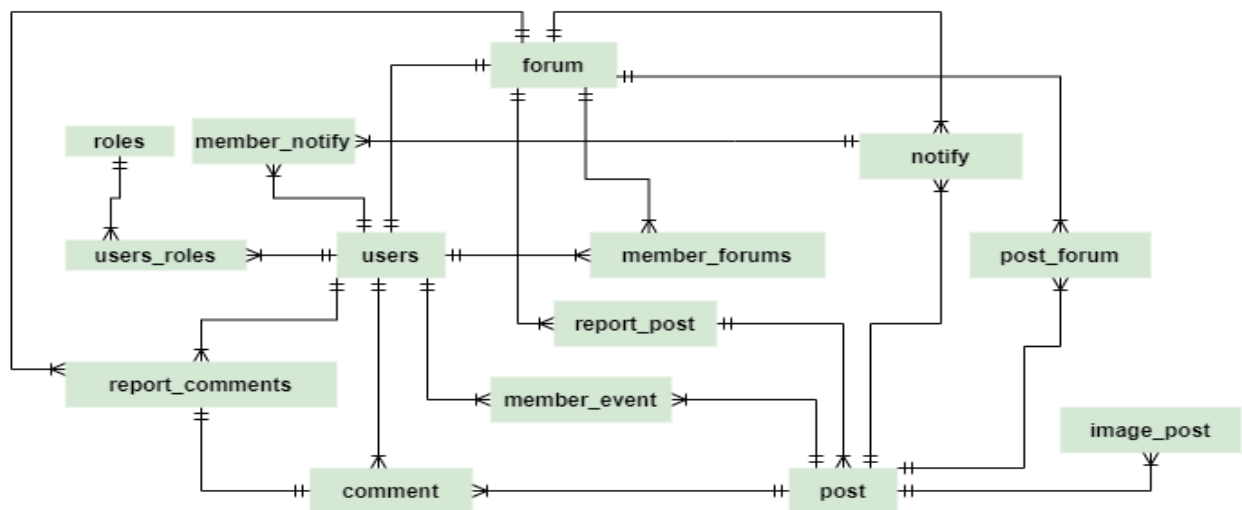 forum
roles
member_notify
notify
users_roles
users
member_forums
post_forum
report_post
report_comments
member_event
image_post
comment
post